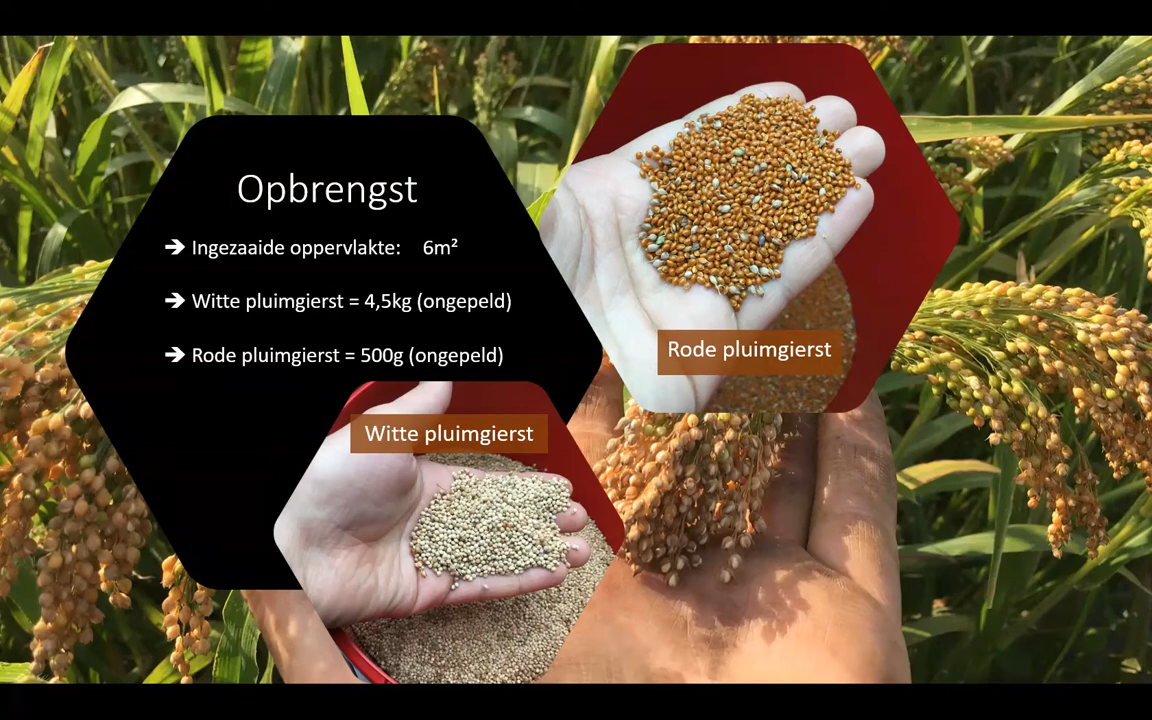 Opbrengst
➔ Ingezaaide oppervlakte: 6m²
➔ Witte pluimgierst = 4,5kg (ongepeld)
➔ Rode pluimgierst = 500g (ongepeld)
Rode pluimgierst
Witte pluimgierst